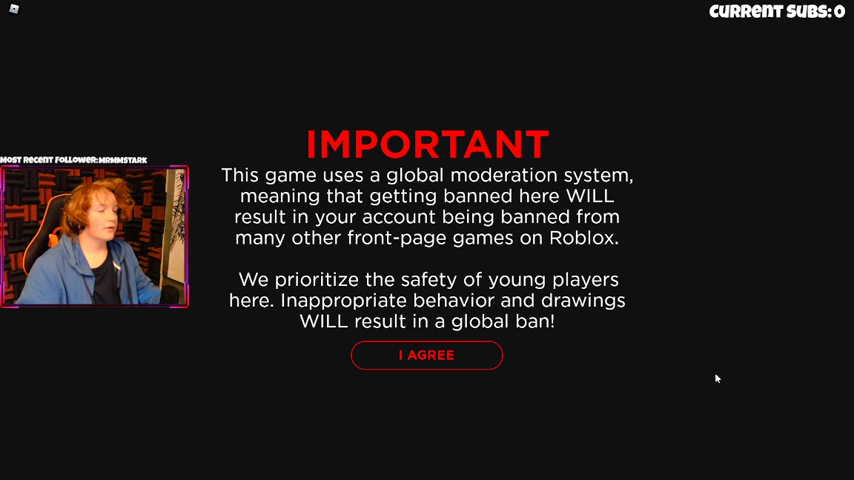 CURRENT SUBS: 0
IMPORTANT
MOST RECENT FOLLOWER: MRMMSTARK
This game uses a global moderation system,
meaning that getting banned here WILL
result in your account being banned from
many other front-page games on Roblox.
We prioritize the safety of young players
here. Inappropriate behavior and drawings
WILL result in a global ban!
I AGREE